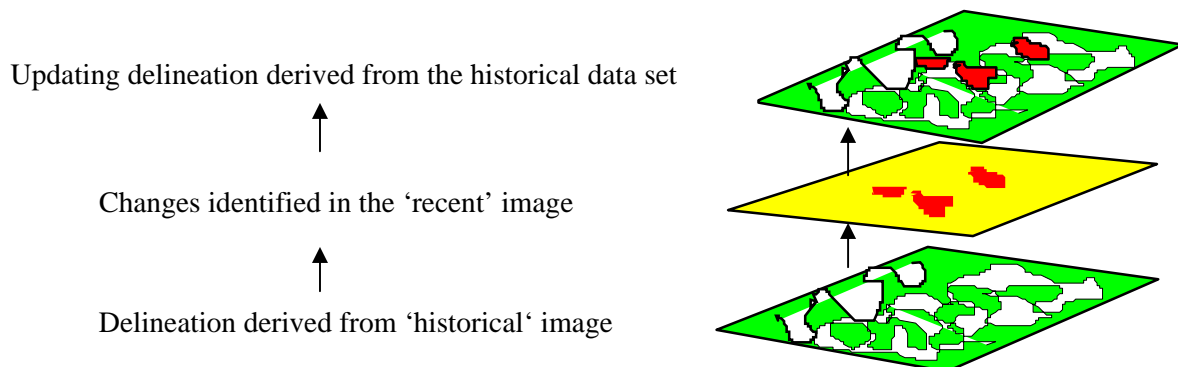 Updating delineation derived from the historical data set
Changes identified in the ‘recent’ image
Delineation derived from ‘historical‘ image